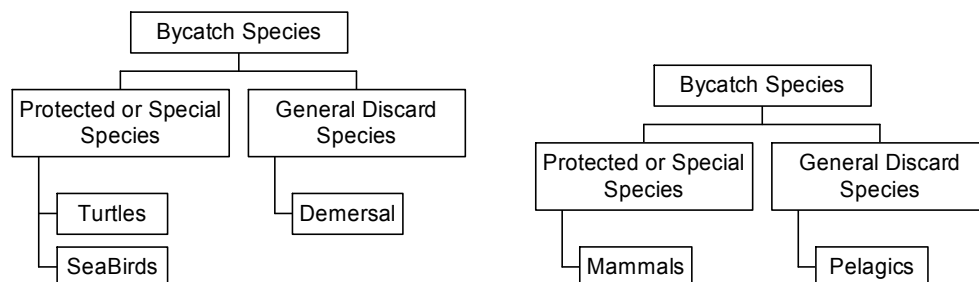 Bycatch Species
Protected or Special
Species
General Discard
Species
Turtles
Demersal
SeaBirds
Bycatch Species
Protected or Special
Species
General Discard
Species
Mammals
Pelagics